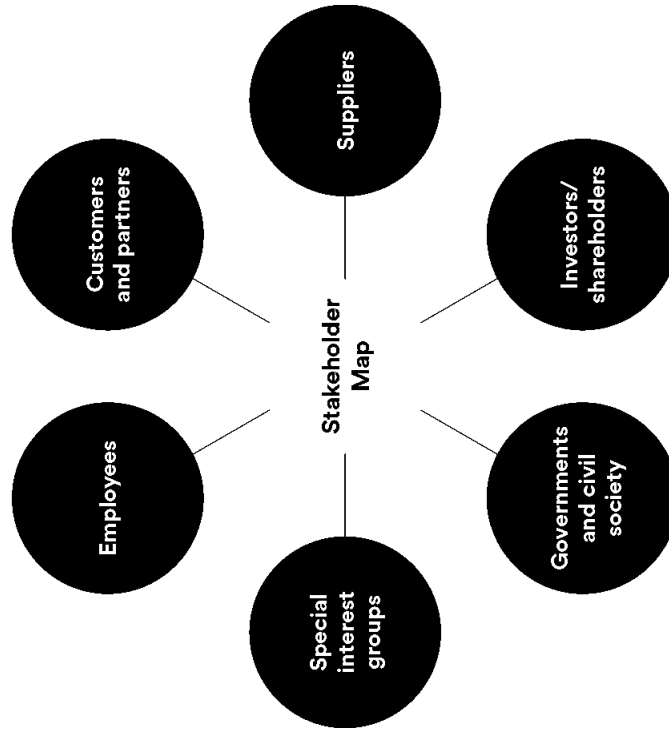 Employees
Customers
and partners
Special
interest
groups
Stakeholder
Map
Suppliers
Governments
and civil
society
Investors/
shareholders